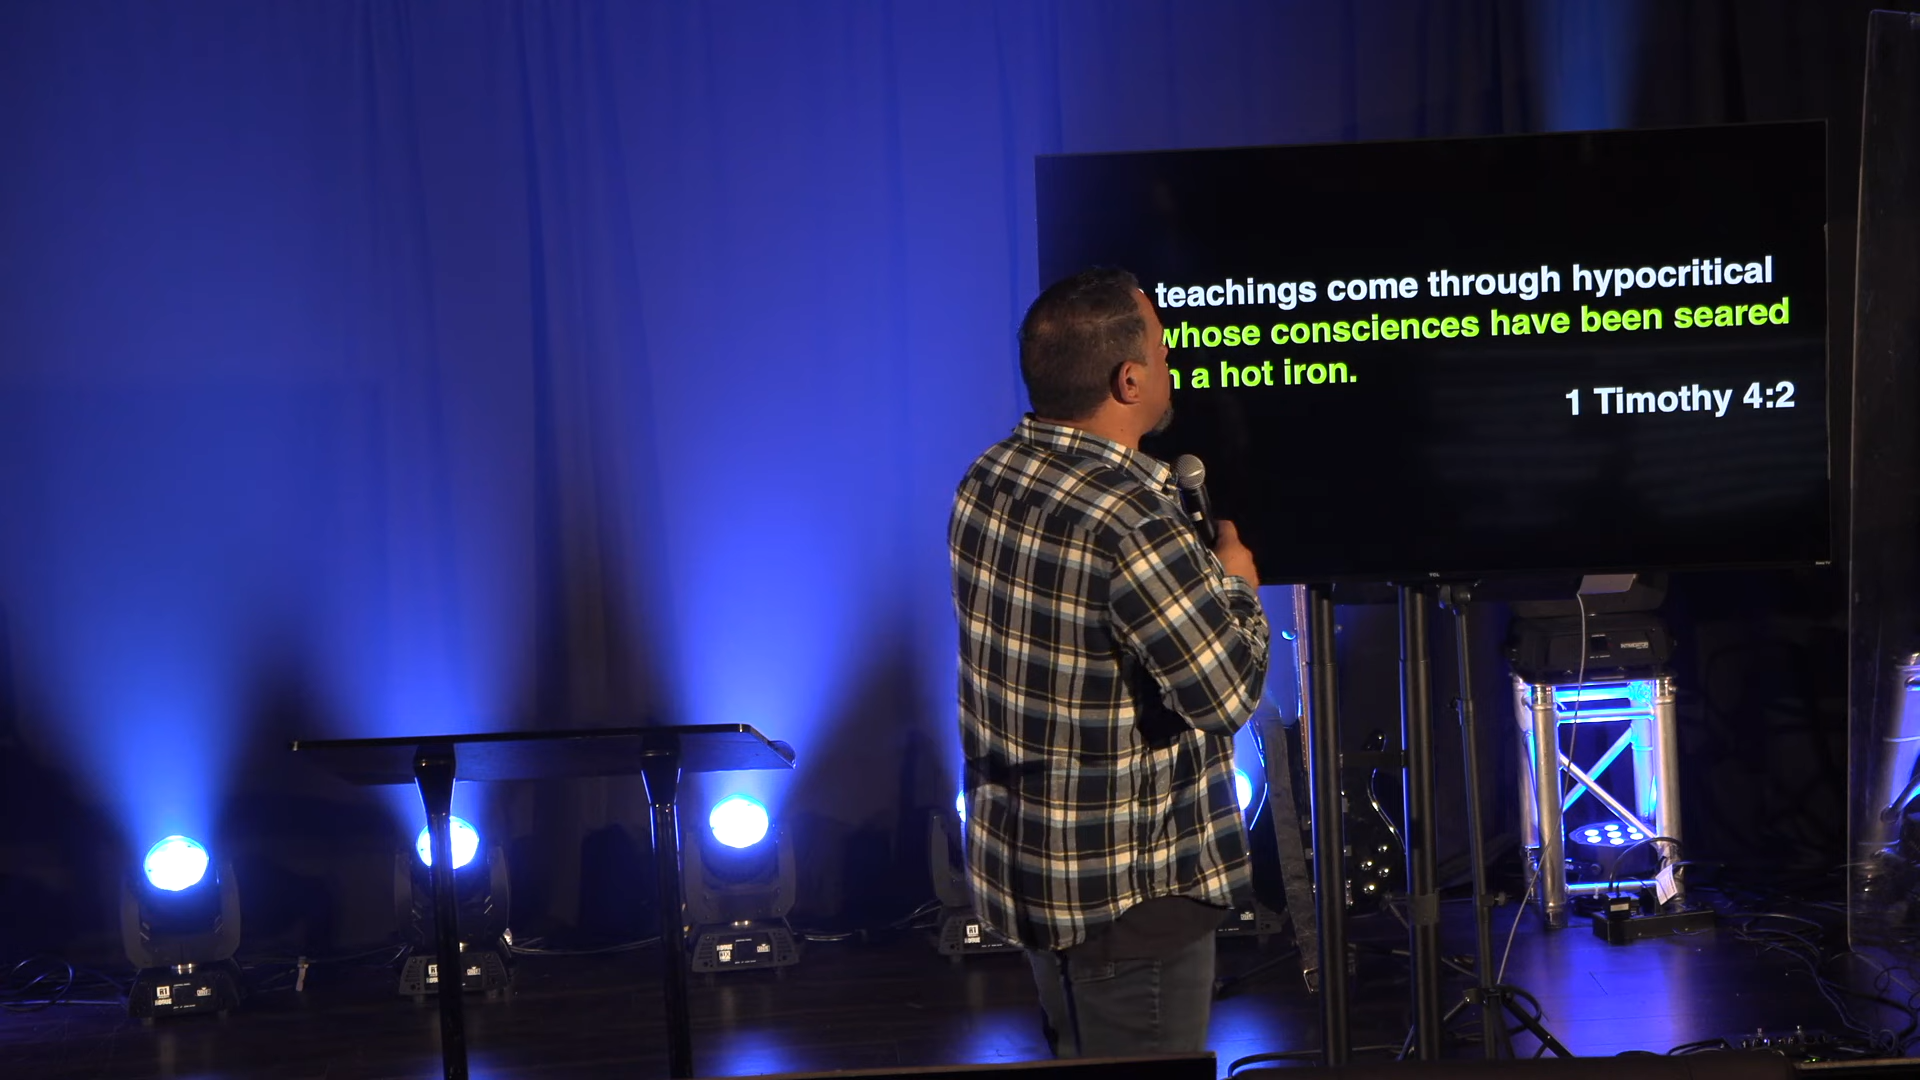 teachings come through hypocritical
whose consciences have been seared
a hot iron.
1 Timothy 4:2